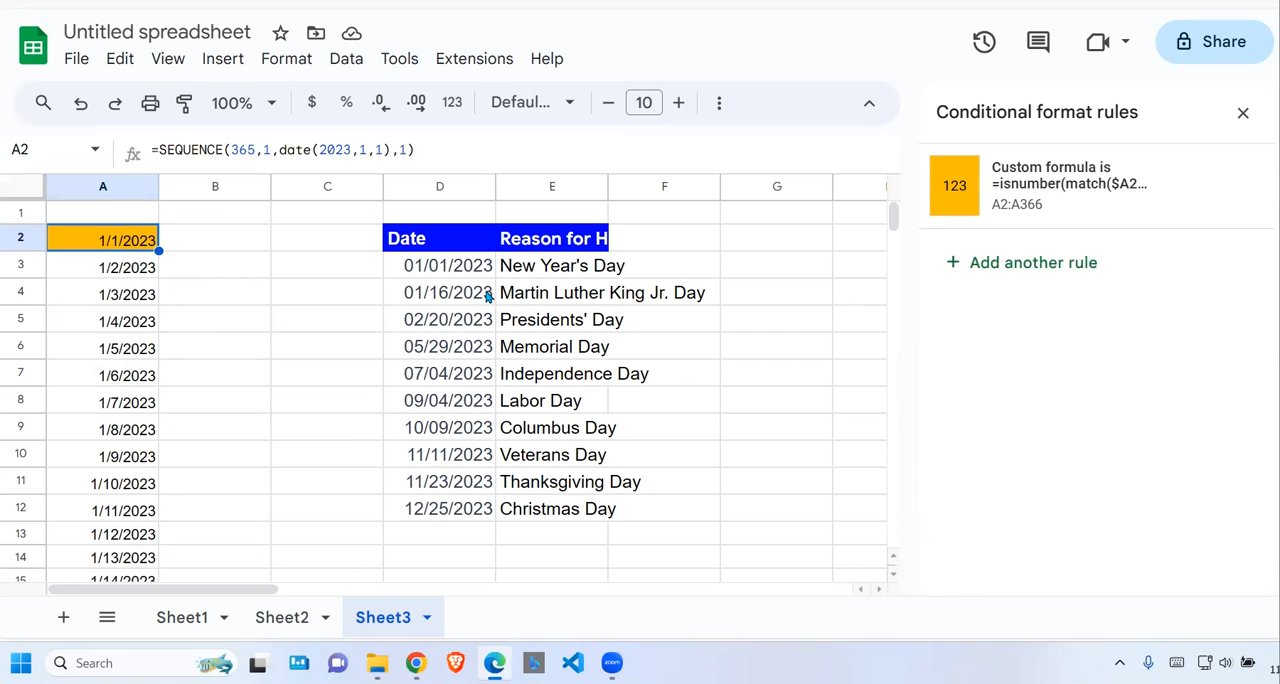 Untitled spreadsheet
File Edit View Insert Format Data Tools Extensions Help
Share
100% $ % .0 .00 123 Defaul... 10
A2 fx =SEQUENCE(365,1,date(2023,1,1),1)
Conditional format rules
123
Custom formula is
=isnumber(match($A2...
A2:A366
+ Add another rule
A B C D E F G
1
2 1/1/2023 Date Reason for H
3 1/2/2023 01/01/2023 New Year's Day
4 1/3/2023 01/16/2023 Martin Luther King Jr. Day
5 1/4/2023 02/20/2023 Presidents' Day
6 1/5/2023 05/29/2023 Memorial Day
7 1/6/2023 07/04/2023 Independence Day
8 1/7/2023 09/04/2023 Labor Day
9 1/8/2023 10/09/2023 Columbus Day
10 1/9/2023 11/11/2023 Veterans Day
11 1/10/2023 11/23/2023 Thanksgiving Day
12 1/11/2023 12/25/2023 Christmas Day
13 1/12/2023
14 1/13/2023
15 1/14/2023
+ Sheet1 Sheet2 Sheet3
Search zoom